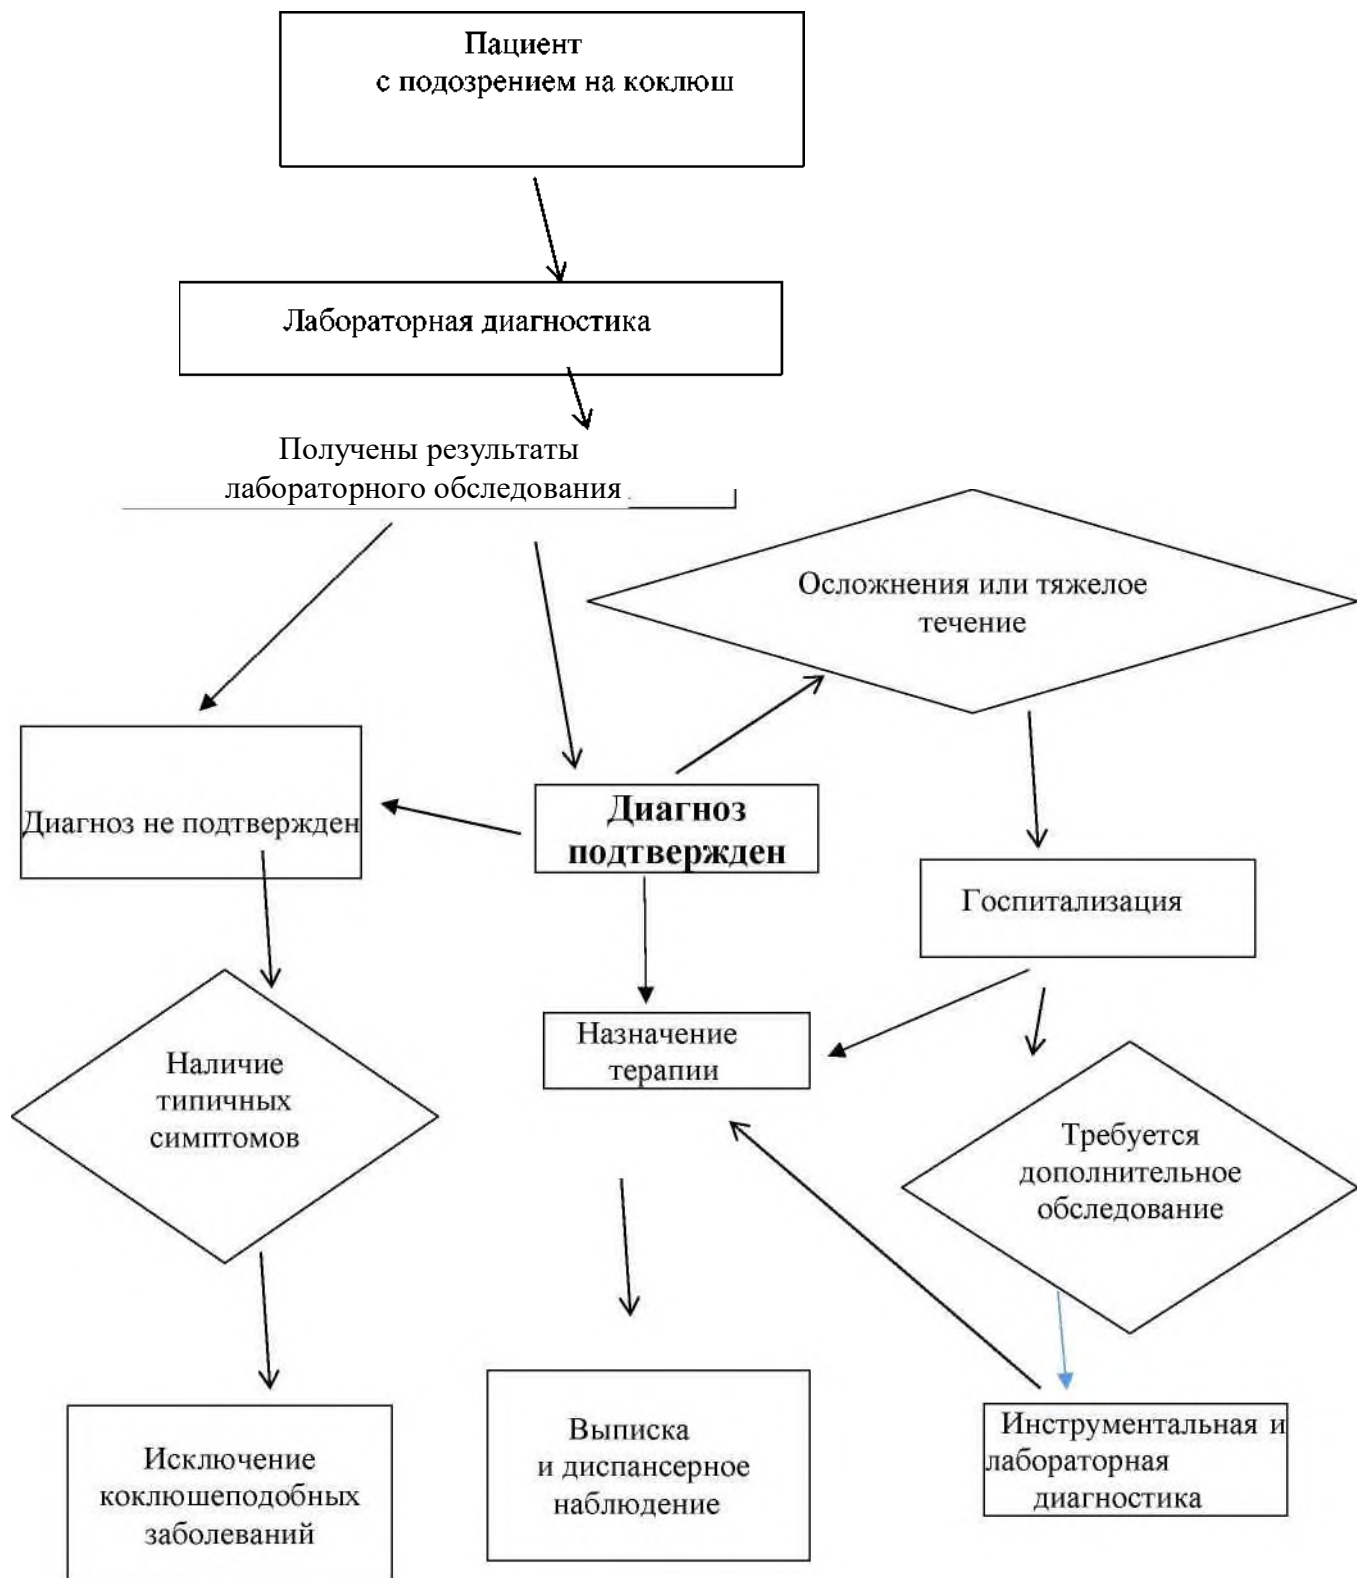 Пациент
с подозрением на коклюш
Лабораторная диагностика
Получены результаты
лабораторного обследования
Осложнения или тяжелое
течение
Диагноз не подтвержден
Диагноз
подтвержден
Госпитализация
Назначение
терапии
Наличие
типичных
симптомов
Требуется
дополнительное
обследование
Исключение
коклюшеподобных
заболеваний
Выписка
и диспансерное
наблюдение
Инструментальная и
лабораторная
диагностика